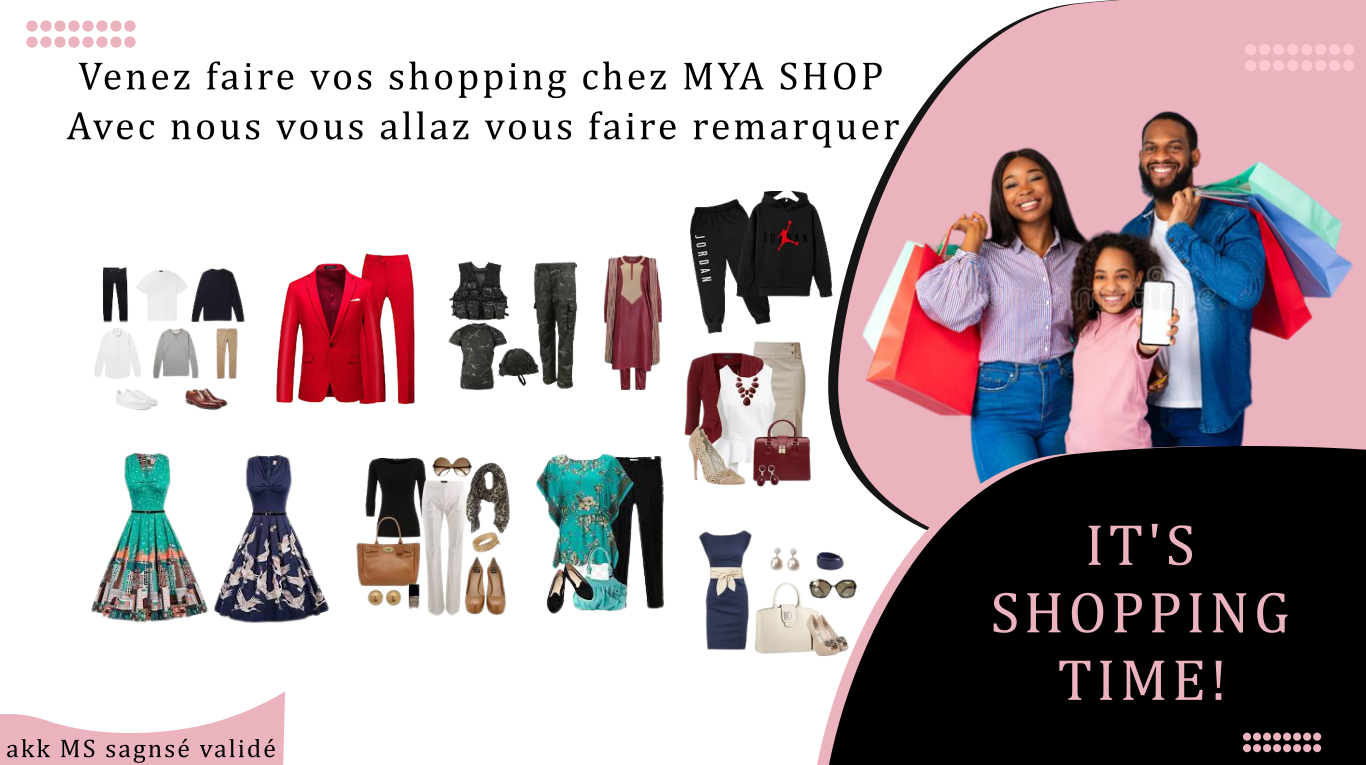 Venez faire vos shopping chez MYA SHOP
Avec nous vous allaz vous faire remarquer
JORDAN
JORDAN
IT'S
SHOPPING
TIME!
akk MS sagnsé validé